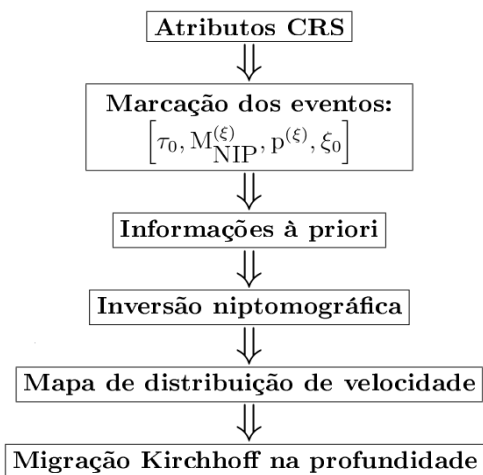 Atributos CRS
Marcação dos eventos:
[τ₀, M_NIP^(ξ), p^(ξ), ξ₀]
Informações à priori
Inversão niptomográfica
Mapa de distribuição de velocidade
Migração Kirchhoff na profundidade